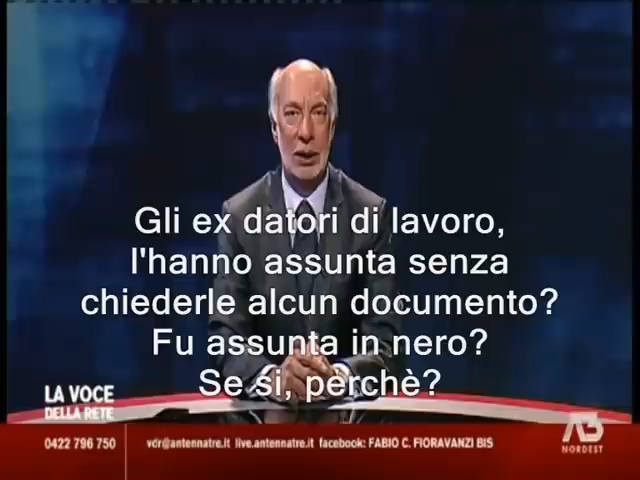 Gli ex datori di lavoro,
l'hanno assunta senza
chiederle alcun documento?
Fu assunta in nero?
Se si, perchè?
LA VOCE
DELLA RETE
0422 796 750 vdr@antennatre.it live.antennatre.it facebook: FABIO C. FIORAVANZI BIS
A3
NORDEST